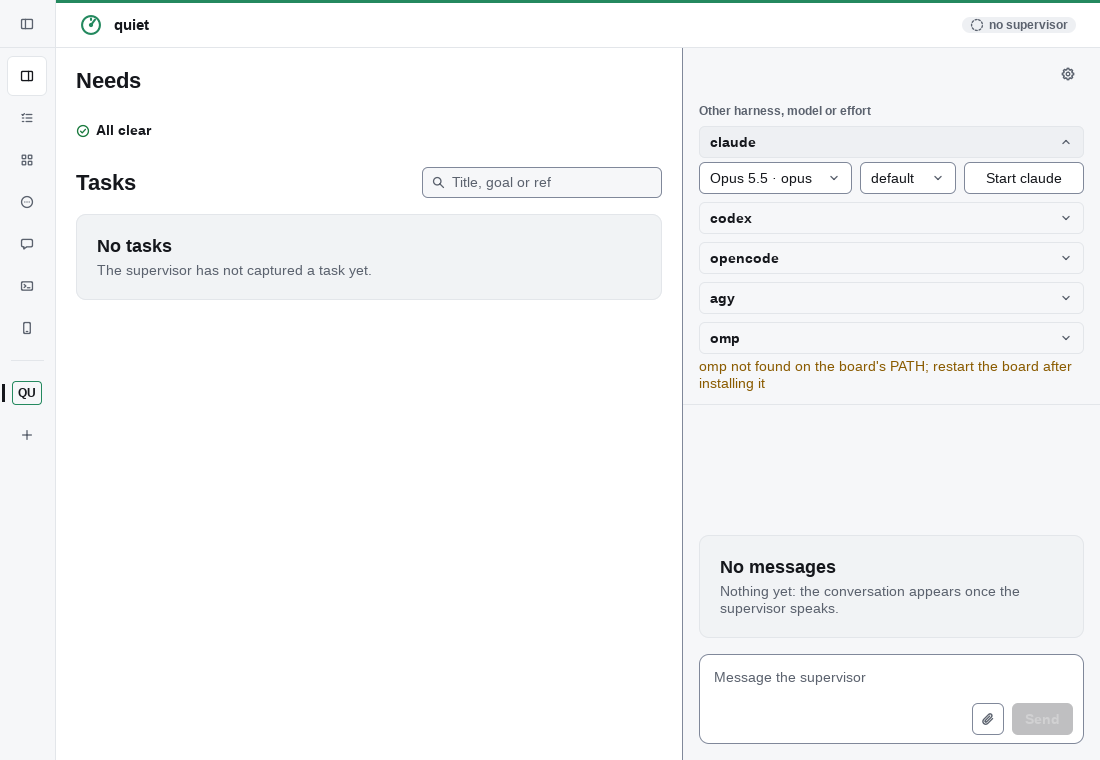 quiet
no supervisor
Needs
All clear
Tasks
Title, goal or ref
No tasks
The supervisor has not captured a task yet.
QU
Other harness, model or effort
claude
Opus 5.5 · opus
default
Start claude
codex
opencode
agy
omp
omp not found on the board's PATH; restart the board after
installing it
No messages
Nothing yet: the conversation appears once the
supervisor speaks.
Message the supervisor
Send